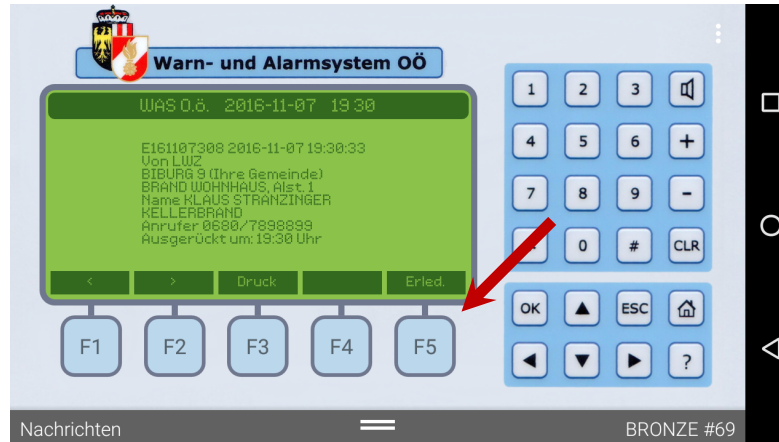 Warn- und Alarmsystem OÖ
WAS O.ö. 2016-11-07 19 30
E161107308 2016-11-07 19:30:33
Von LWZ
BIBURG 9 (Ihre Gemeinde)
BRAND WOHNHAUS, Alst. 1
Name KLAUS STRANZINGER
KELLERBRAND
Anrufer 0680/7898899
Ausgerückt um: 19:30 Uhr
< > Druck Erled.
F1 F2 F3 F4 F5
1 2 3
4 5 6 +
7 8 9 -
0 # CLR
OK ESC
?
Nachrichten BRONZE #69